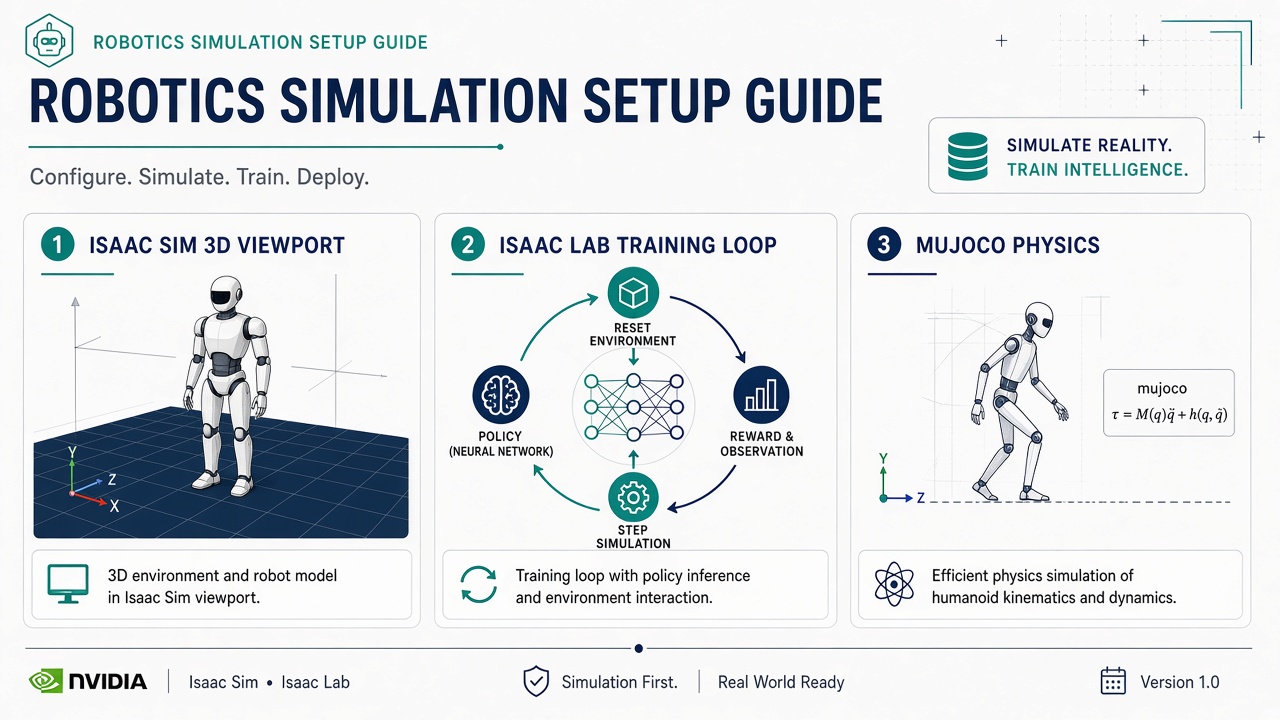 ROBOTICS SIMULATION SETUP GUIDE
ROBOTICS SIMULATION SETUP GUIDE
Configure. Simulate. Train. Deploy.
SIMULATE REALITY.
TRAIN INTELLIGENCE.
1 ISAAC SIM 3D VIEWPORT
Y
Z
X
3D environment and robot model
in Isaac Sim viewport.
2 ISAAC LAB TRAINING LOOP
RESET
ENVIRONMENT
POLICY
(NEURAL NETWORK)
REWARD &
OBSERVATION
STEP
SIMULATION
Training loop with policy inference
and environment interaction.
3 MUJOCO PHYSICS
mujoco
τ = M(q)q̈ + h(q, q̇)
Y
Z
Efficient physics simulation of
humanoid kinematics and dynamics.
NVIDIA | Isaac Sim • Isaac Lab
Simulation First. | Real World Ready
Version 1.0